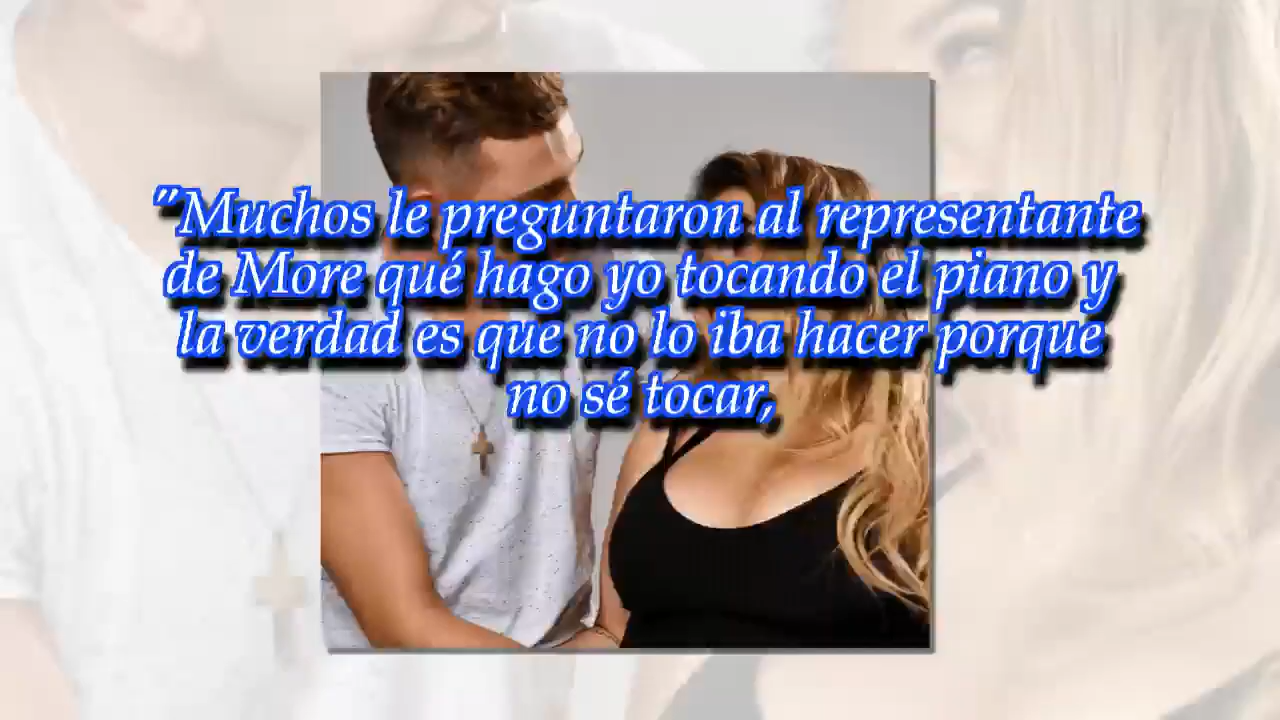 "Muchos le preguntaron al representante
de More qué hago yo tocando el piano y
la verdad es que no lo iba hacer porque
no sé tocar,